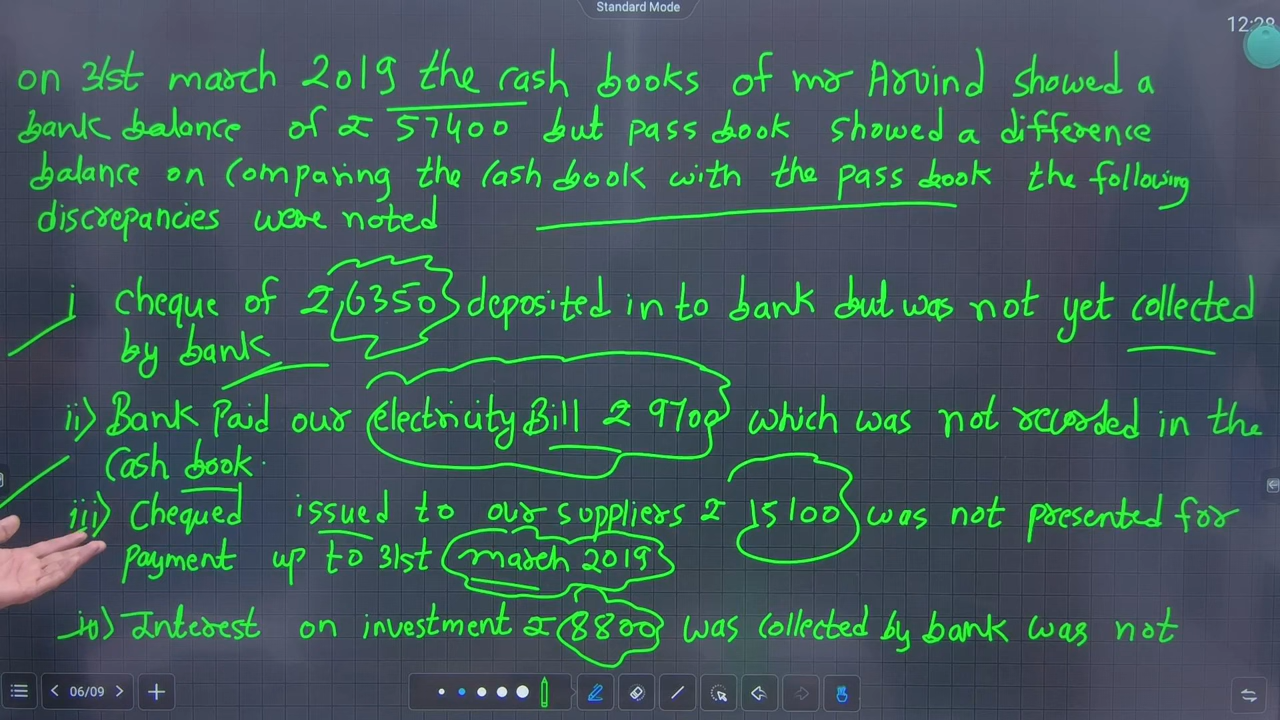 Standard Mode
12:28
on 31st march 2019 the cash books of mr Arvind showed a
bank balance of ₹ 57400 but pass book showed a difference
balance on Comparing the Cash book with the pass book the following
discrepancies were noted
i cheque of ₹ 6350 deposited in to bank but was not yet collected
by bank
ii) Bank Paid our electricity Bill ₹ 9700 which was not recorded in the
Cash book.
iii) Chequed issued to our suppliers ₹ 15100 was not presented for
payment up to 31st march 2019
iv) Interest on investment ₹ 8800 was collected by bank was not
06/09